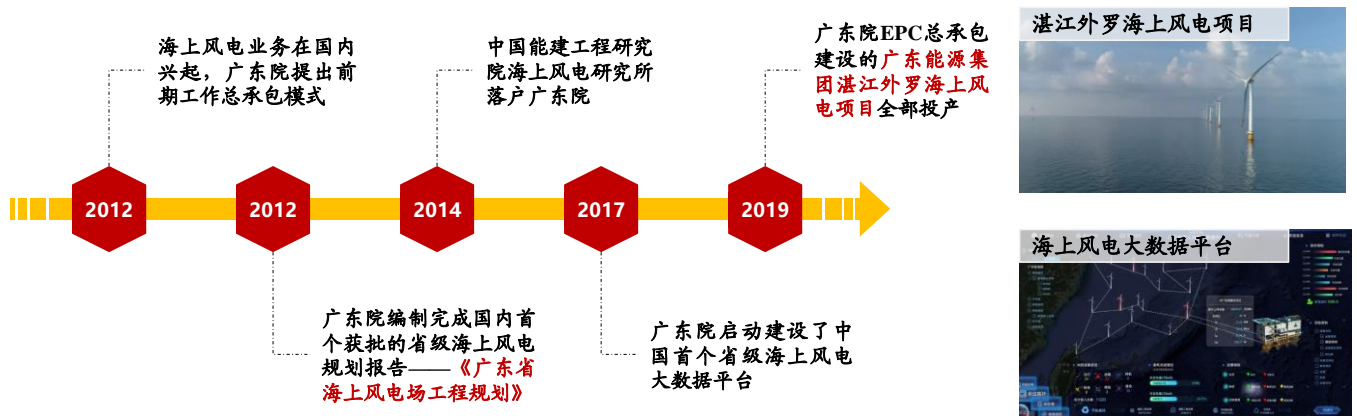 海上风电业务在国内
兴起，广东院提出前
期工作总承包模式
中国能建工程研究
院海上风电研究所
落户广东院
广东院EPC总承包
建设的广东能源集
团湛江外罗海上风
电项目全部投产
2012
2012
2014
2017
2019
广东院编制完成国内首
个获批的省级海上风电
规划报告——《广东省
海上风电场工程规划》
广东院启动建设了中
国首个省级海上风电
大数据平台
湛江外罗海上风电项目
海上风电大数据平台